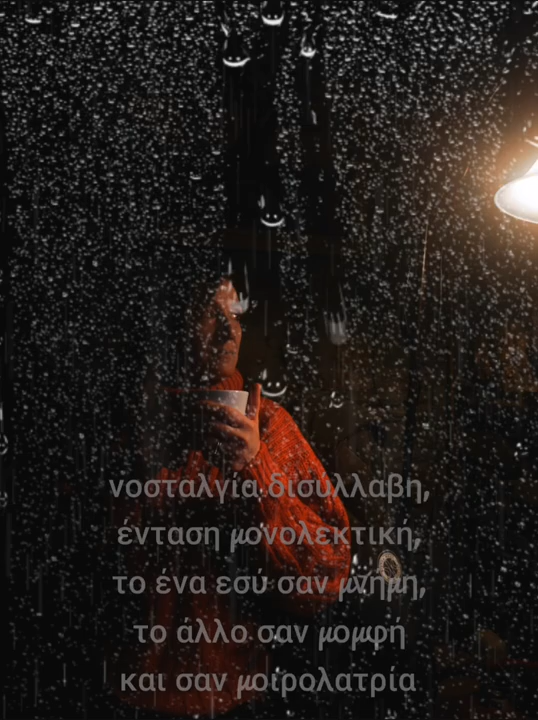 νοσταλγία δισύλλαβη,
ένταση μονολεκτική,
το ένα εσύ σαν μνήμη,
το άλλο σαν μομφή
και σαν μοιρολατρία